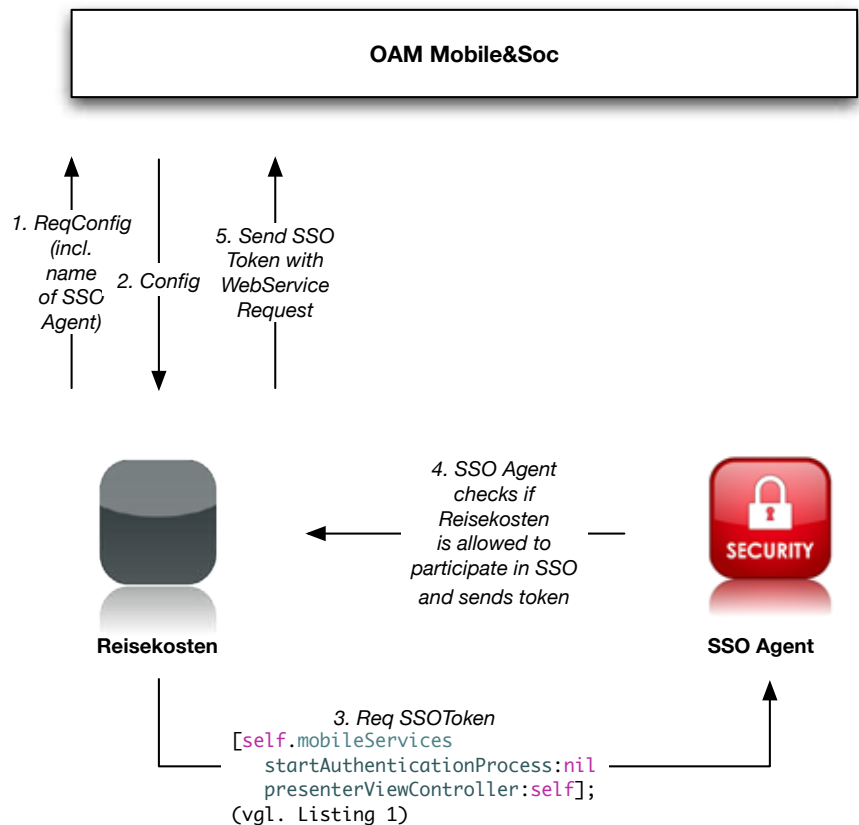 OAM Mobile&Soc
1. ReqConfig
(incl.
name
of SSO
Agent)
2. Config
5. Send SSO
Token with
WebService
Request
4. SSO Agent
checks if
Reisekosten
is allowed to
participate in SSO
and sends token
SECURITY
Reisekosten
SSO Agent
3. Req SSOToken
[self.mobileServices
startAuthenticationProcess:nil
presenterViewController:self];
(vgl. Listing 1)